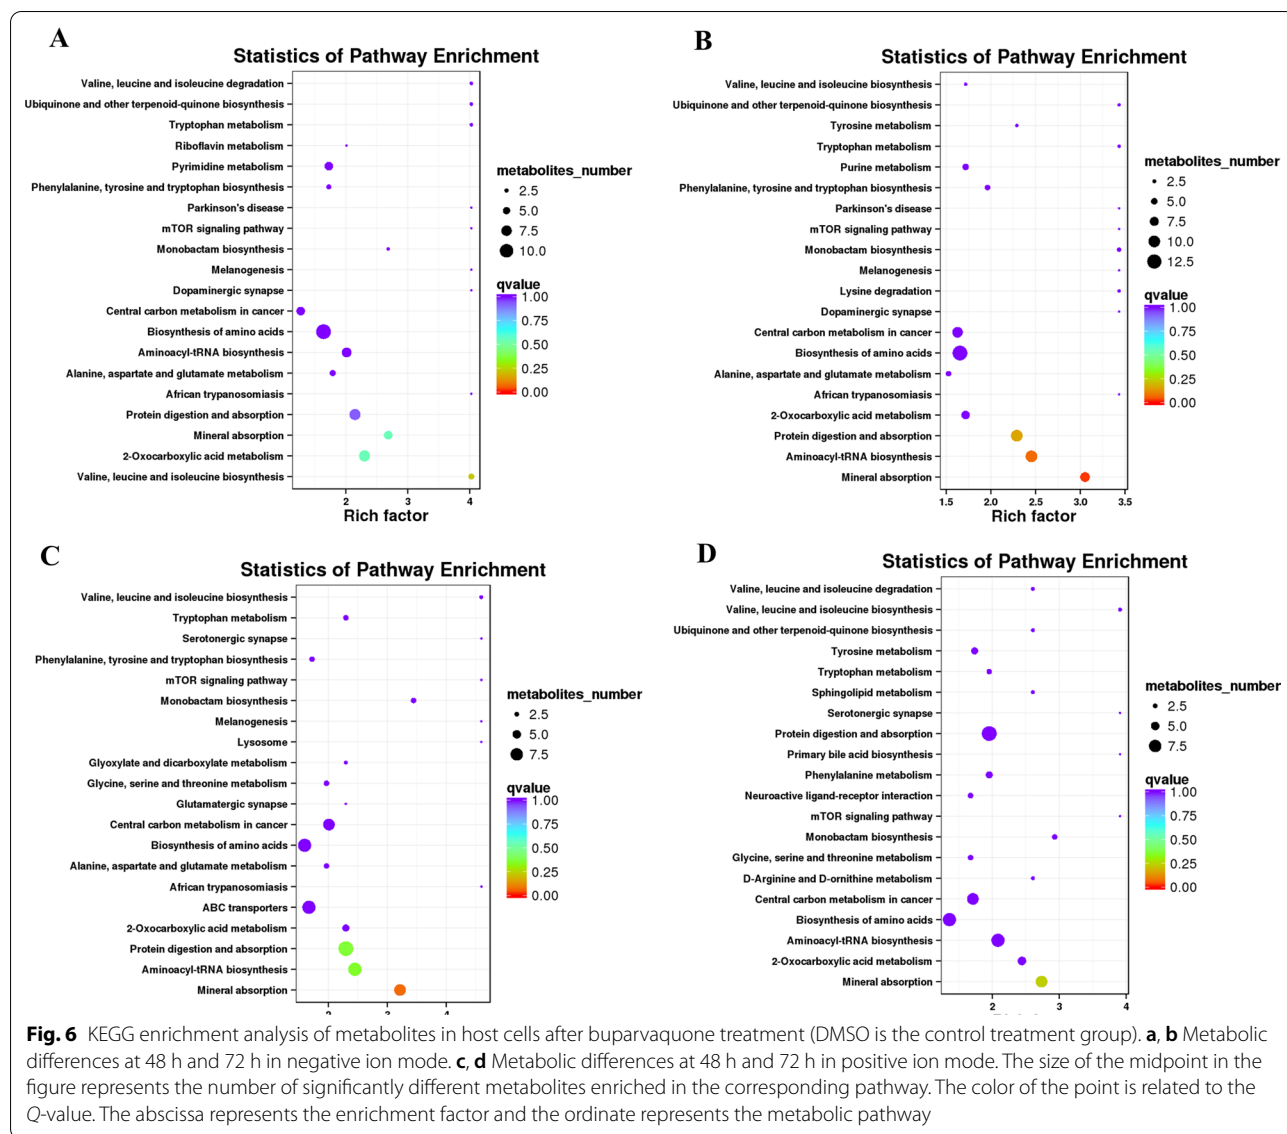 A
Statistics of Pathway Enrichment
Valine, leucine and isoleucine degradation
Ubiquinone and other terpenoid-quinone biosynthesis
Tryptophan metabolism
Riboflavin metabolism
Pyrimidine metabolism
Phenylalanine, tyrosine and tryptophan biosynthesis
Parkinson's disease
mTOR signaling pathway
Monobactam biosynthesis
Melanogenesis
Dopaminergic synapse
Central carbon metabolism in cancer
Biosynthesis of amino acids
Aminoacyl-tRNA biosynthesis
Alanine, aspartate and glutamate metabolism
African trypanosomiasis
Protein digestion and absorption
Mineral absorption
2-Oxocarboxylic acid metabolism
Valine, leucine and isoleucine biosynthesis
2 3 4
Rich factor
metabolites_number
2.5
5.0
7.5
10.0
qvalue
1.00
0.75
0.50
0.25
0.00
B
Statistics of Pathway Enrichment
Valine, leucine and isoleucine biosynthesis
Ubiquinone and other terpenoid-quinone biosynthesis
Tyrosine metabolism
Tryptophan metabolism
Purine metabolism
Phenylalanine, tyrosine and tryptophan biosynthesis
Parkinson's disease
mTOR signaling pathway
Monobactam biosynthesis
Melanogenesis
Lysine degradation
Dopaminergic synapse
Central carbon metabolism in cancer
Biosynthesis of amino acids
Alanine, aspartate and glutamate metabolism
African trypanosomiasis
2-Oxocarboxylic acid metabolism
Protein digestion and absorption
Aminoacyl-tRNA biosynthesis
Mineral absorption
1.5 2.0 2.5 3.0 3.5
Rich factor
metabolites_number
2.5
5.0
7.5
10.0
12.5
qvalue
1.00
0.75
0.50
0.25
0.00
C
Statistics of Pathway Enrichment
Valine, leucine and isoleucine biosynthesis
Tryptophan metabolism
Serotonergic synapse
Phenylalanine, tyrosine and tryptophan biosynthesis
mTOR signaling pathway
Monobactam biosynthesis
Melanogenesis
Lysosome
Glyoxylate and dicarboxylate metabolism
Glycine, serine and threonine metabolism
Glutamatergic synapse
Central carbon metabolism in cancer
Biosynthesis of amino acids
Alanine, aspartate and glutamate metabolism
African trypanosomiasis
ABC transporters
2-Oxocarboxylic acid metabolism
Protein digestion and absorption
Aminoacyl-tRNA biosynthesis
Mineral absorption
metabolites_number
2.5
5.0
7.5
qvalue
1.00
0.75
0.50
0.25
0.00
D
Statistics of Pathway Enrichment
Valine, leucine and isoleucine degradation
Valine, leucine and isoleucine biosynthesis
Ubiquinone and other terpenoid-quinone biosynthesis
Tyrosine metabolism
Tryptophan metabolism
Sphingolipid metabolism
Serotonergic synapse
Protein digestion and absorption
Primary bile acid biosynthesis
Phenylalanine metabolism
Neuroactive ligand-receptor interaction
mTOR signaling pathway
Monobactam biosynthesis
Glycine, serine and threonine metabolism
D-Arginine and D-ornithine metabolism
Central carbon metabolism in cancer
Biosynthesis of amino acids
Aminoacyl-tRNA biosynthesis
2-Oxocarboxylic acid metabolism
Mineral absorption
2 3 4
metabolites_number
2.5
5.0
7.5
qvalue
1.00
0.75
0.50
0.25
0.00
Fig. 6 KEGG enrichment analysis of metabolites in host cells after buparvaquone treatment (DMSO is the control treatment group). a, b Metabolic
differences at 48 h and 72 h in negative ion mode. c, d Metabolic differences at 48 h and 72 h in positive ion mode. The size of the midpoint in the
figure represents the number of significantly different metabolites enriched in the corresponding pathway. The color of the point is related to the
Q-value. The abscissa represents the enrichment factor and the ordinate represents the metabolic pathway